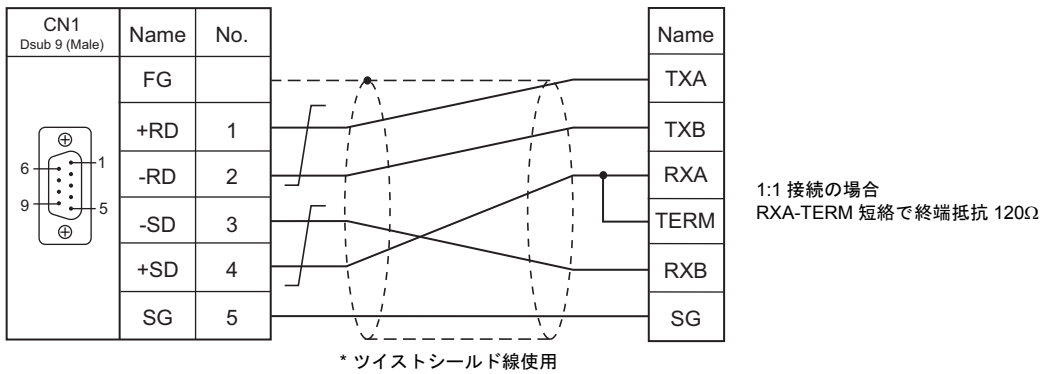 CN1
Dsub 9 (Male)
Name
No.
Name
FG
TXA
+RD
1
TXB
-RD
2
RXA
-SD
3
TERM
+SD
4
RXB
SG
5
SG
6
1
9
5
1:1 接続の場合
RXA-TERM 短絡で終端抵抗 120Ω
* ツイストシールド線使用